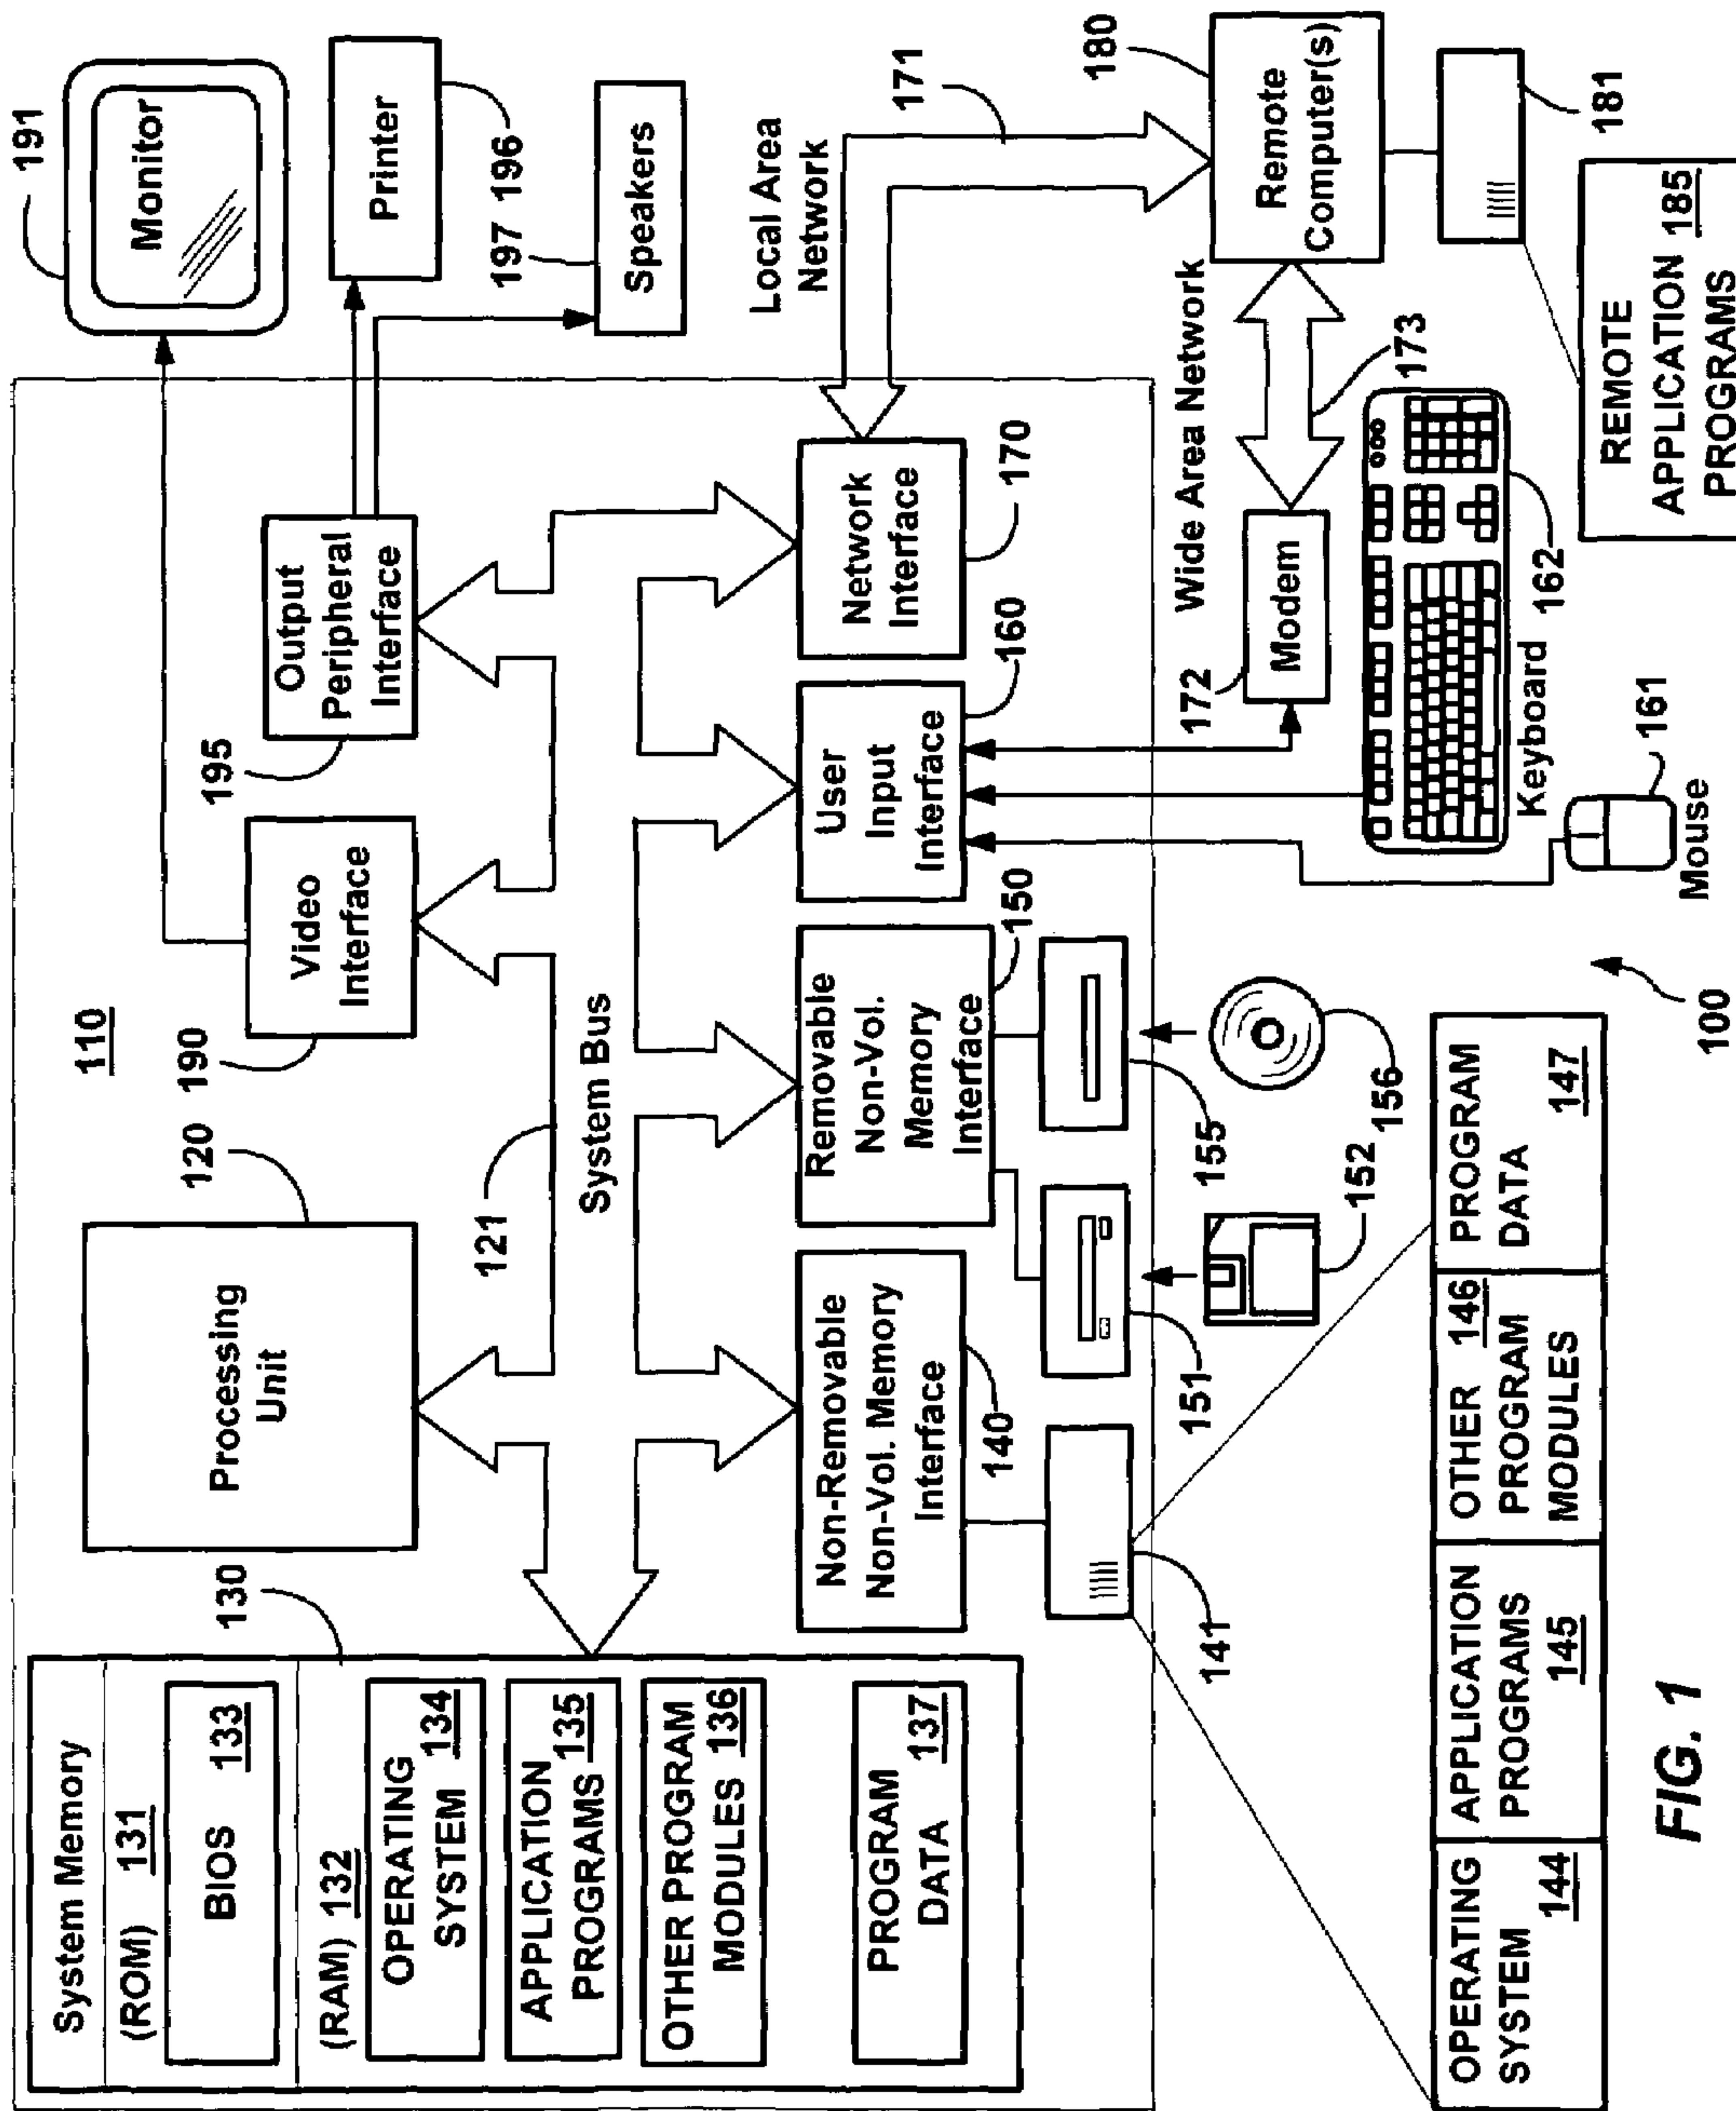 System Memory
(ROM) 131
BIOS 133
(RAM) 132
OPERATING
SYSTEM 134
APPLICATION
PROGRAMS 135
OTHER PROGRAM
MODULES 136
PROGRAM
DATA 137
130
Processing
Unit
120
110
190
Video
Interface
195
Output
Peripheral
Interface
191
Monitor
Printer
197 196
Speakers
121
System Bus
Non-Removable
Non-Vol. Memory
Interface
140
Removable
Non-Vol.
Memory
Interface
150
User
Input
Interface
160
Network
Interface
170
Local Area
Network
171
180
Remote
Computer(s)
181
141
151
155
152
156
172
Modem
Wide Area Network
173
Keyboard
162
161
Mouse
REMOTE
APPLICATION 185
PROGRAMS
OPERATING
SYSTEM
144
APPLICATION
PROGRAMS
145
OTHER 146
PROGRAM
MODULES
PROGRAM
DATA
147
100
FIG. 1